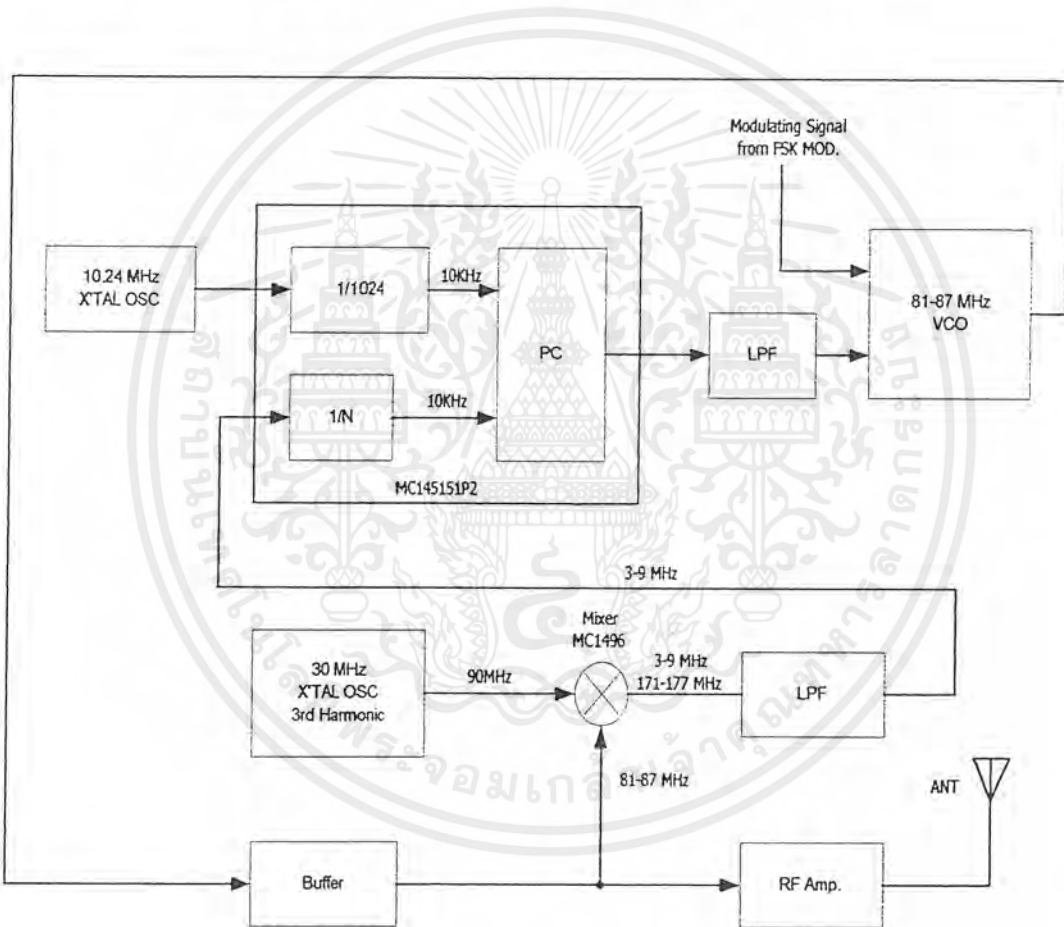 Modulating Signal
from FSK MOD.
10.24 MHz
X'TAL OSC
1/1024
10KHz
PC
LPF
81-87 MHz
VCO
1/N
10KHz
MC145151P2
3-9 MHz
Mixer
MC1496
30 MHz
X'TAL OSC
3rd Harmonic
90MHz
3-9 MHz
171-177 MHz
LPF
81-87 MHz
ANT
Buffer
RF Amp.